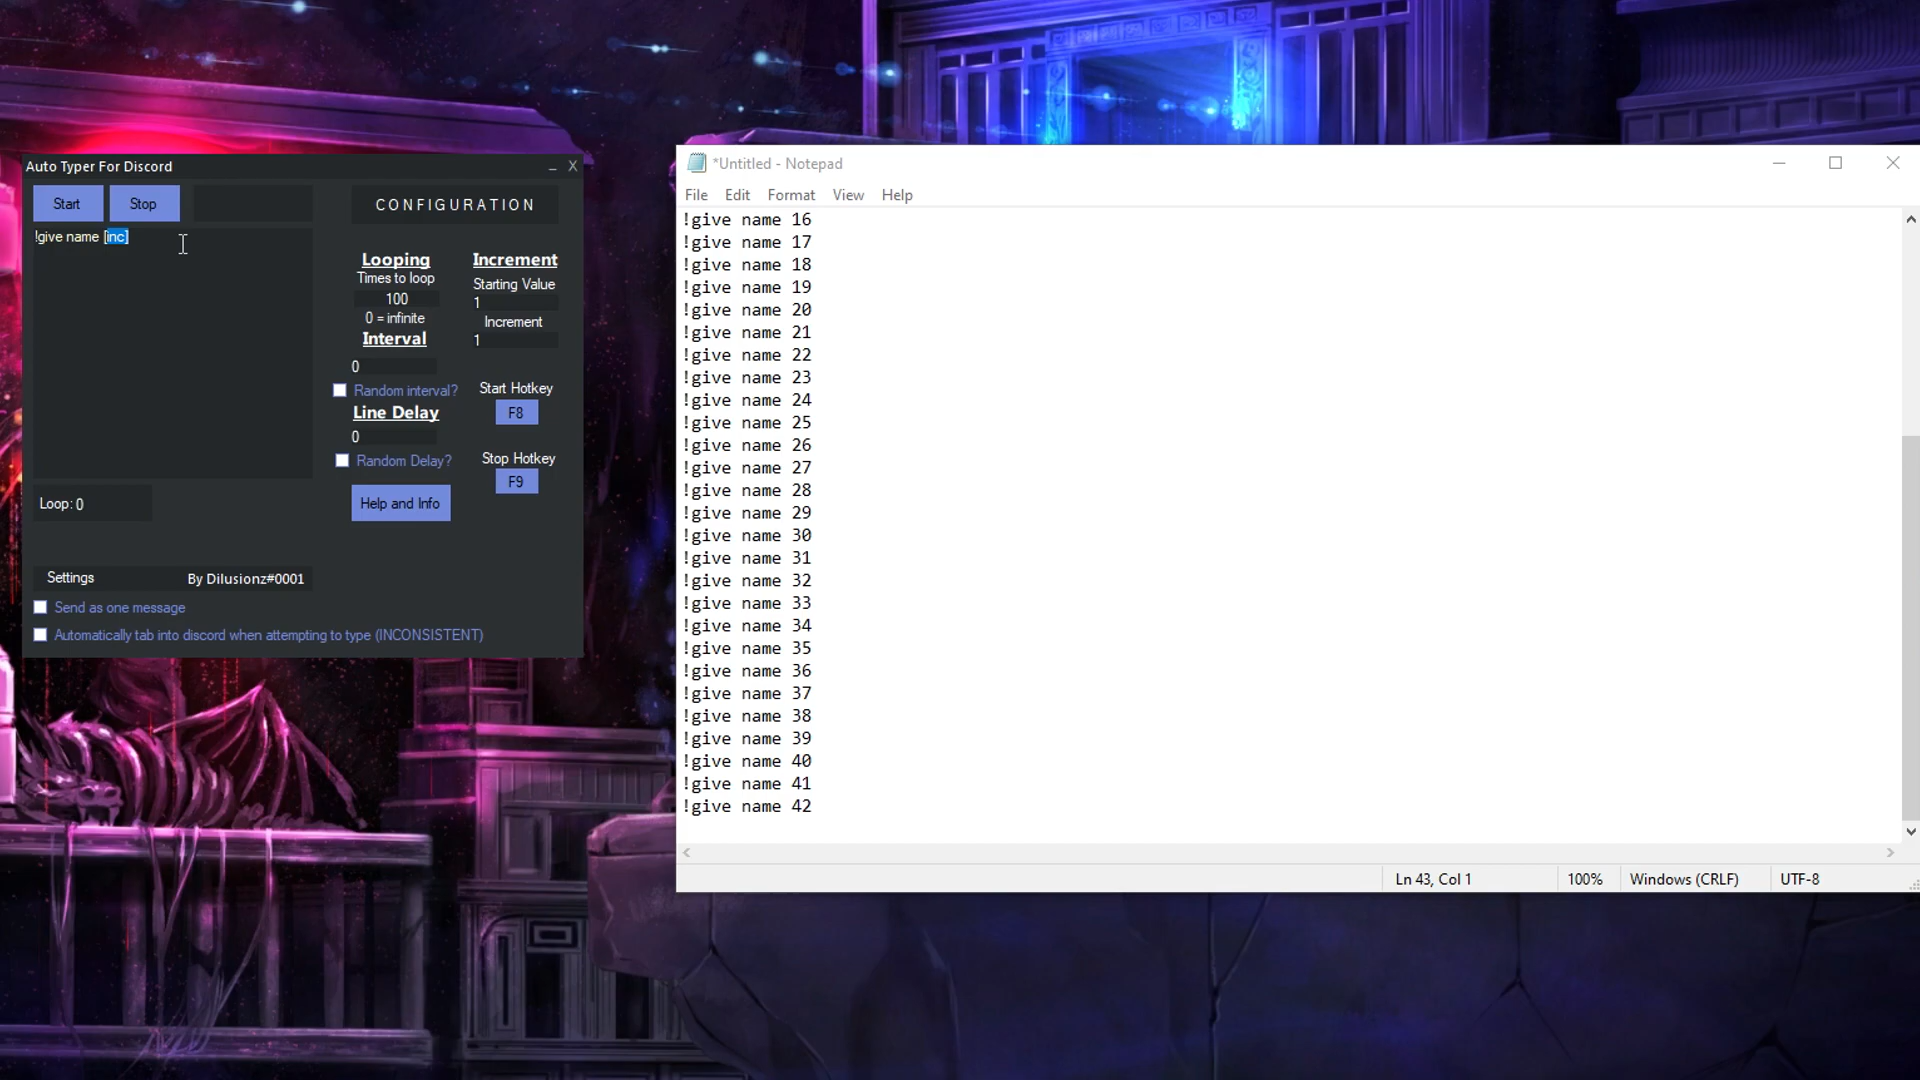 Auto Typer For Discord
_ X
Start
Stop
!give name [inc]
Loop: 0
Settings
By Dilusionz#0001
Send as one message
Automatically tab into discord when attempting to type (INCONSISTENT)
CONFIGURATION
Looping
Times to loop
100
0 = infinite
Interval
0
Random interval?
Line Delay
0
Random Delay?
Help and Info
Increment
Starting Value
1
Increment
1
Start Hotkey
F8
Stop Hotkey
F9
*Untitled - Notepad
File Edit Format View Help
!give name 16
!give name 17
!give name 18
!give name 19
!give name 20
!give name 21
!give name 22
!give name 23
!give name 24
!give name 25
!give name 26
!give name 27
!give name 28
!give name 29
!give name 30
!give name 31
!give name 32
!give name 33
!give name 34
!give name 35
!give name 36
!give name 37
!give name 38
!give name 39
!give name 40
!give name 41
!give name 42
Ln 43, Col 1 100% Windows (CRLF) UTF-8